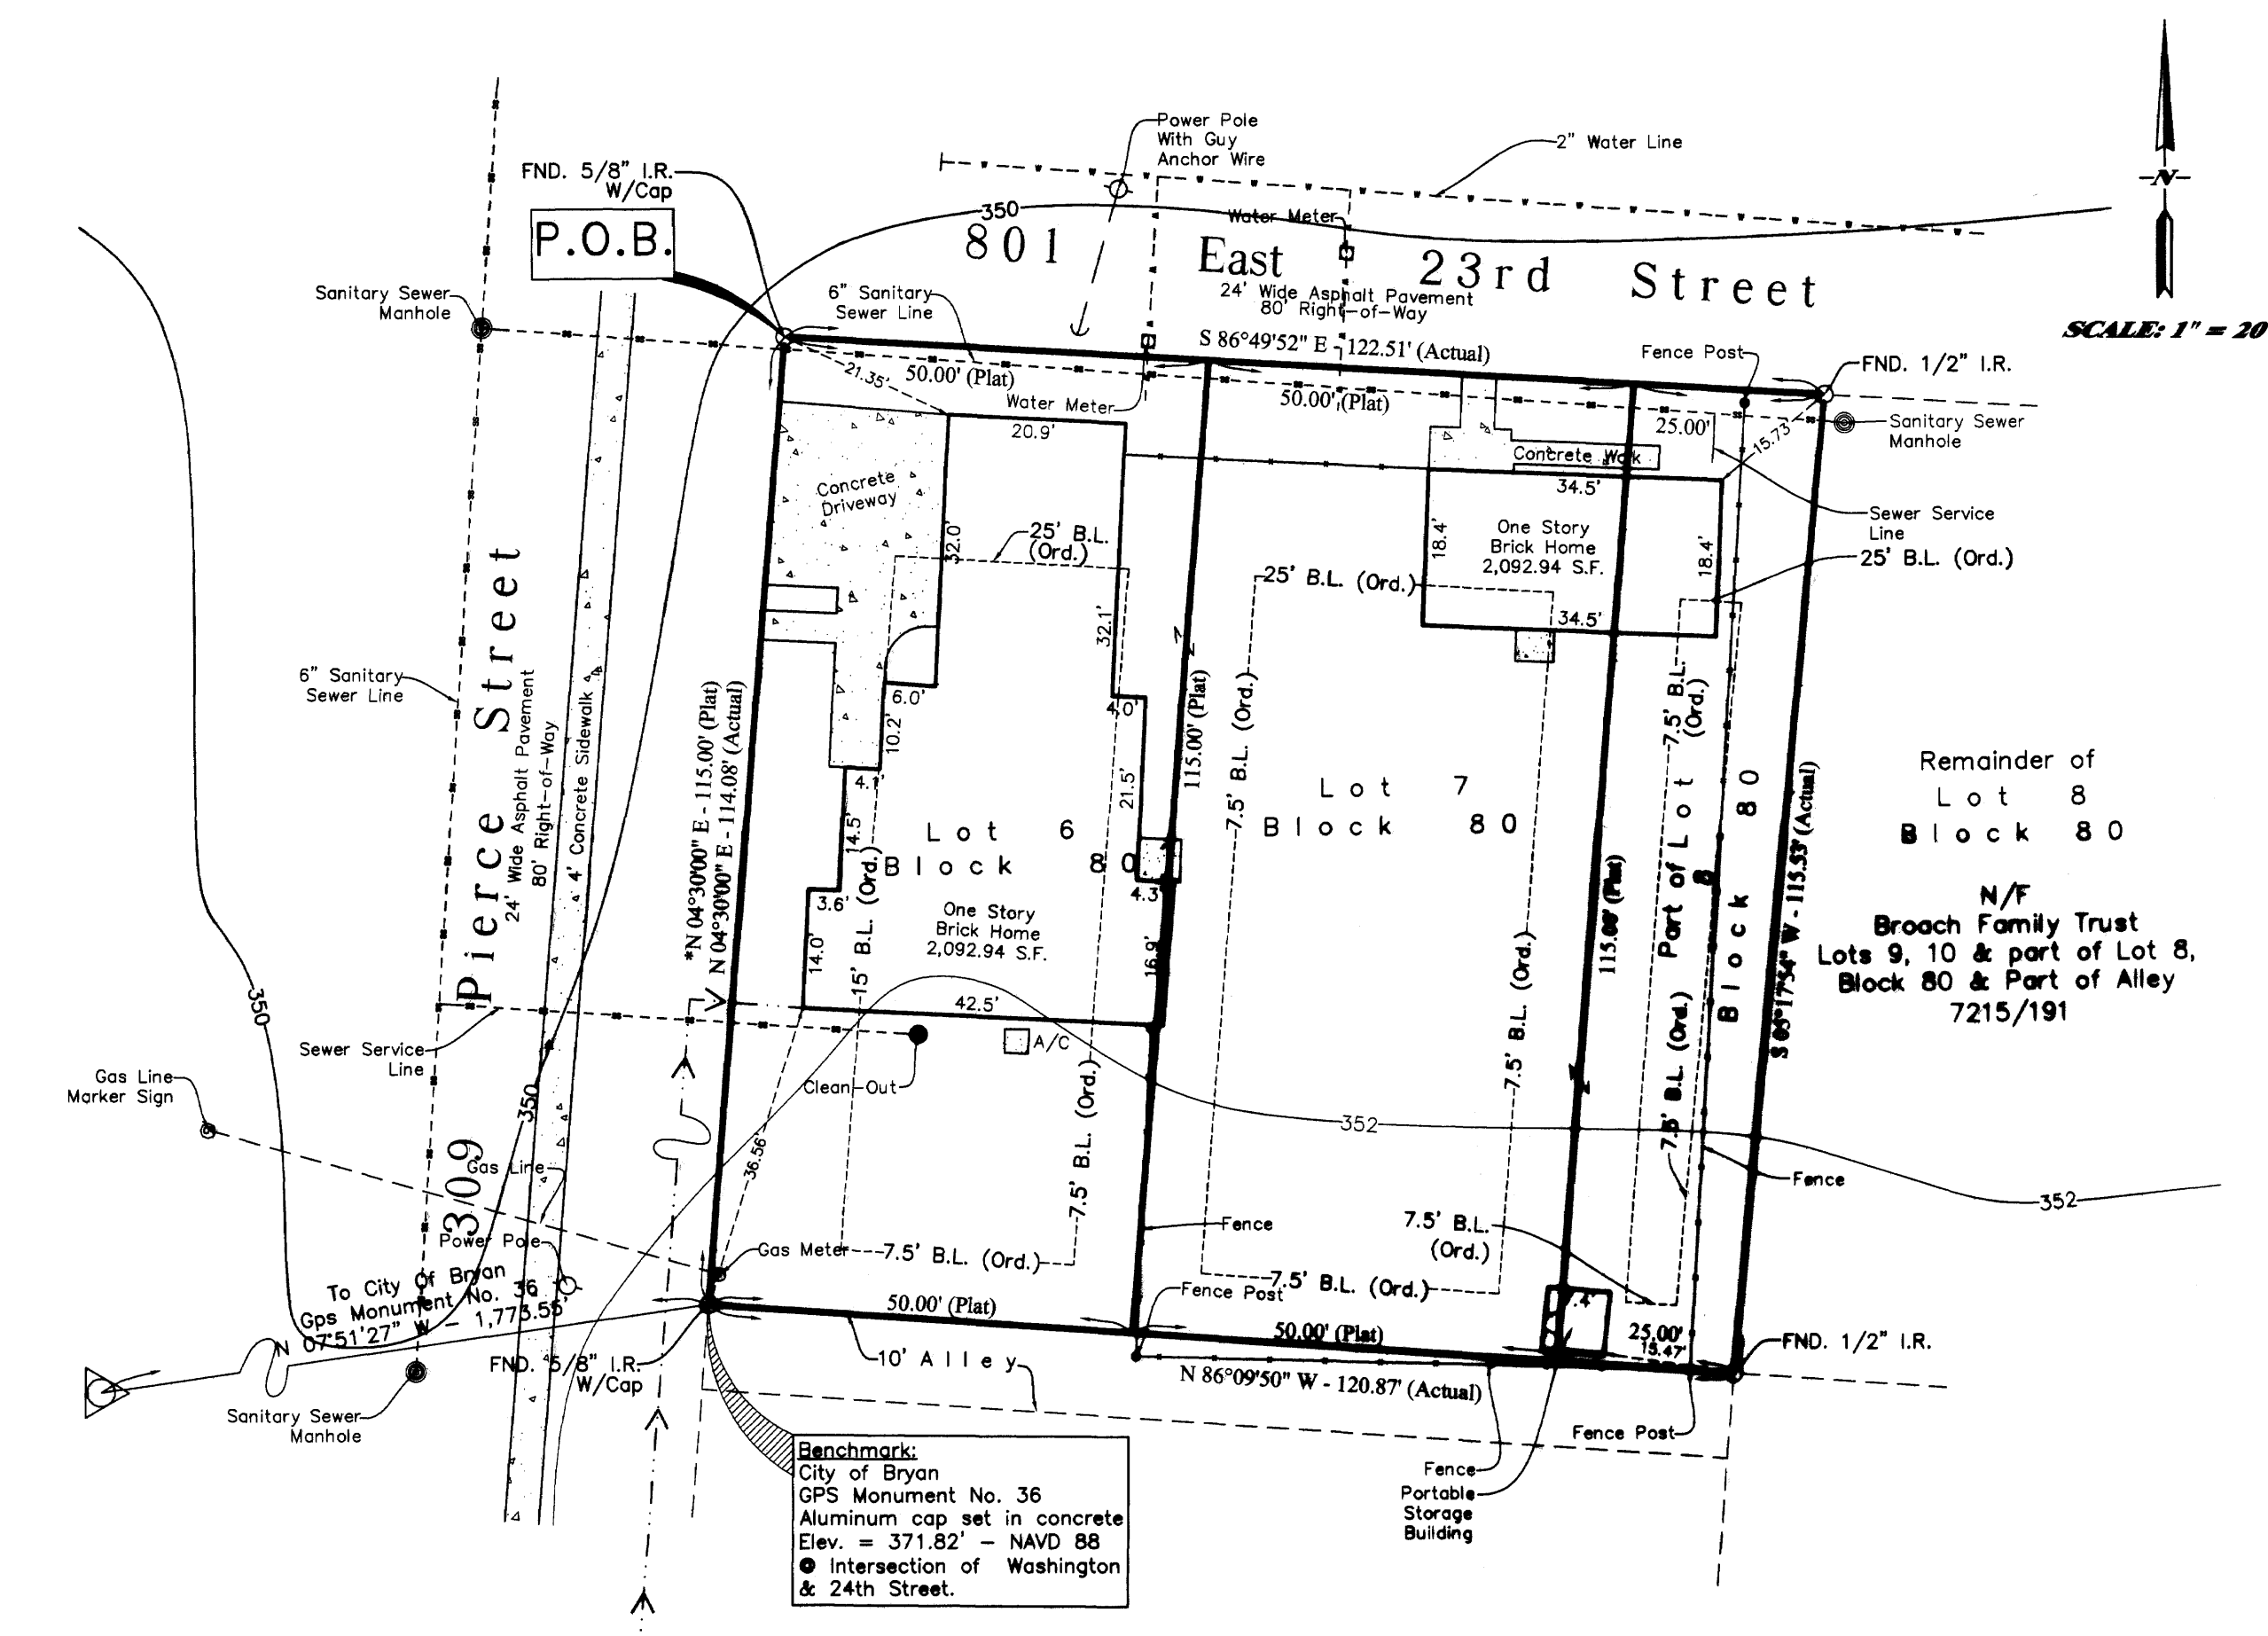 Power Pole
With Guy
Anchor Wire
2" Water Line
-N-
SCALE: 1" = 20'
FND. 5/8" I.R.
W/Cap
P.O.B.
350
Water Meter
801 East 23rd Street
24' Wide Asphalt Pavement
80' Right-of-Way
Sanitary Sewer
Manhole
6" Sanitary
Sewer Line
S 86°49'52" E - 122.51' (Actual)
Fence Post
FND. 1/2" I.R.
21.35'
50.00' (Plat)
50.00' (Plat)
25.00'
15.73'
Water Meter
20.9'
Sanitary Sewer
Manhole
Concrete Walk
34.5'
Concrete
Driveway
32.0'
25' B.L.
(Ord.)
One Story
Brick Home
2,092.94 S.F.
18.4'
18.4'
Sewer Service
Line
25' B.L. (Ord.)
25' B.L. (Ord.)
34.5'
32.1'
6.0'
10.2'
4.0'
4.1'
21.5'
14.5'
3.6'
14.0'
4.3'
16.9'
42.5'
6" Sanitary
Sewer Line
Pierce Street
309
24' Wide Asphalt Pavement
80' Right-of-Way
4' Concrete Sidewalk
*N 04°30'00" E - 115.00' (Plat)
N 04°30'00" E - 114.08' (Actual)
115.00' (Plat)
7.5' B.L. (Ord.)
7.5' B.L.
(Ord.)
Lot 6
Block 80
One Story
Brick Home
2,092.94 S.F.
15' B.L. (Ord.)
Lot 7
Block 80
7.5' B.L. (Ord.)
115.00' (Plat)
Part of Lot 8
Block 80
7.5' B.L. (Ord.)
S 05°17'54" W - 115.53' (Actual)
Remainder of
Lot 8
Block 80
N/F
Broach Family Trust
Lots 9, 10 & part of Lot 8,
Block 80 & Part of Alley
7215/191
350
350
Sewer Service
Line
A/C
Clean-Out
Gas Line
Marker Sign
36.56'
7.5' B.L. (Ord.)
352
Fence
352
Gas Line
Power Pole
Gas Meter
7.5' B.L. (Ord.)
Fence
7.5' B.L.
(Ord.)
7.5' B.L. (Ord.)
Fence Post
To City Of Bryan
Gps Monument No. 36
N 07°51'27" W - 1,773.55'
50.00' (Plat)
50.00' (Plat)
25.00'
15.47'
FND. 1/2" I.R.
FND. 5/8" I.R.
W/Cap
10' Alley
N 86°09'50" W - 120.87' (Actual)
Sanitary Sewer
Manhole
Fence Post
Fence
Portable
Storage
Building
Benchmark:
City of Bryan
GPS Monument No. 36
Aluminum cap set in concrete
Elev. = 371.82' - NAVD 88
@ Intersection of Washington
& 24th Street.